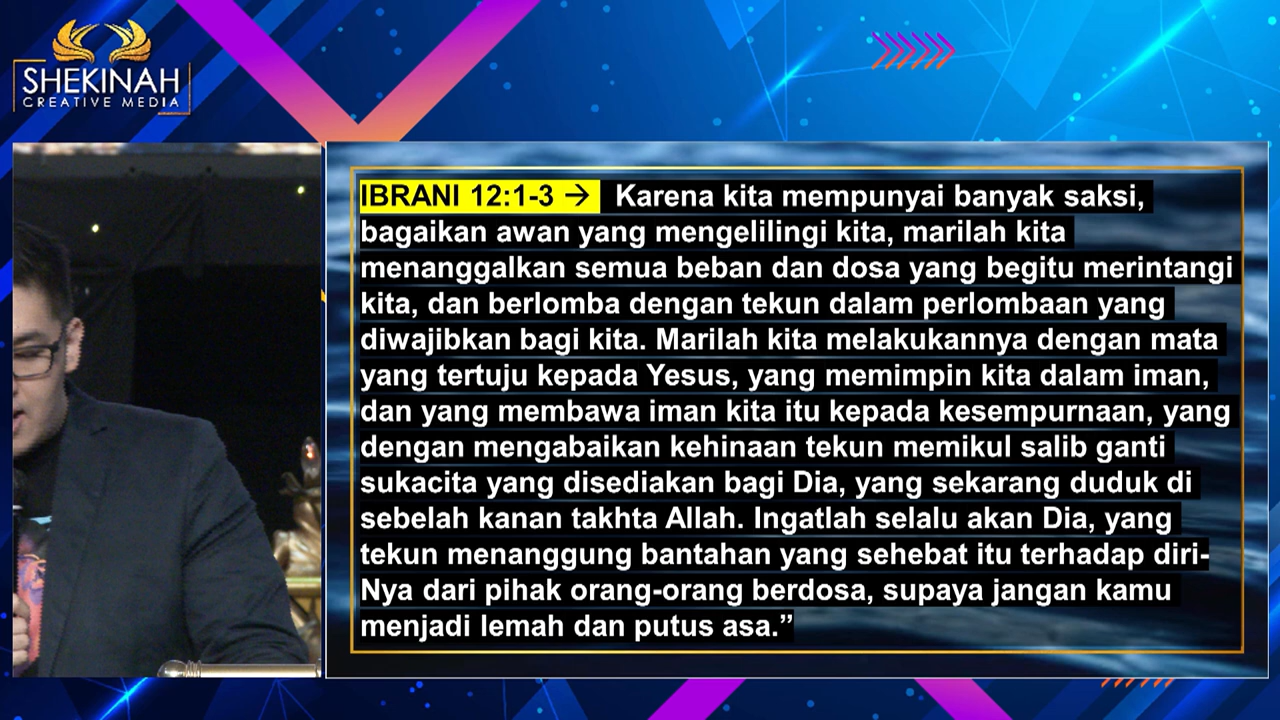 SHEKINAH
CREATIVE MEDIA
IBRANI 12:1-3 → Karena kita mempunyai banyak saksi,
bagaikan awan yang mengelilingi kita, marilah kita
menanggalkan semua beban dan dosa yang begitu merintangi
kita, dan berlomba dengan tekun dalam perlombaan yang
diwajibkan bagi kita. Marilah kita melakukannya dengan mata
yang tertuju kepada Yesus, yang memimpin kita dalam iman,
dan yang membawa iman kita itu kepada kesempurnaan, yang
dengan mengabaikan kehinaan tekun memikul salib ganti
sukacita yang disediakan bagi Dia, yang sekarang duduk di
sebelah kanan takhta Allah. Ingatlah selalu akan Dia, yang
tekun menanggung bantahan yang sehebat itu terhadap diri-
Nya dari pihak orang-orang berdosa, supaya jangan kamu
menjadi lemah dan putus asa.”